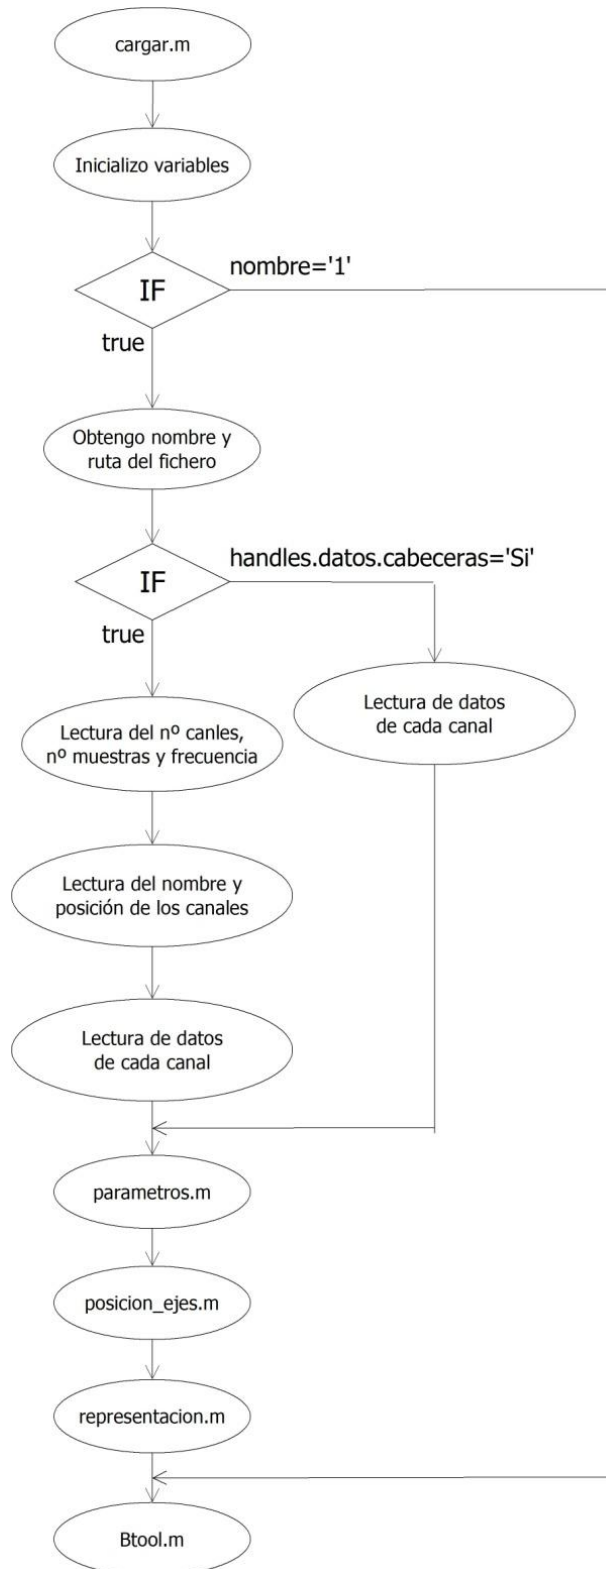 cargar.m
Inicializo variables
nombre='1'
IF
true
Obtengo nombre y
ruta del fichero
handles.datos.cabeceras='Si'
IF
true
Lectura del nº canles,
nº muestras y frecuencia
Lectura de datos
de cada canal
Lectura del nombre y
posición de los canales
Lectura de datos
de cada canal
parametros.m
posicion_ejes.m
representacion.m
Btool.m